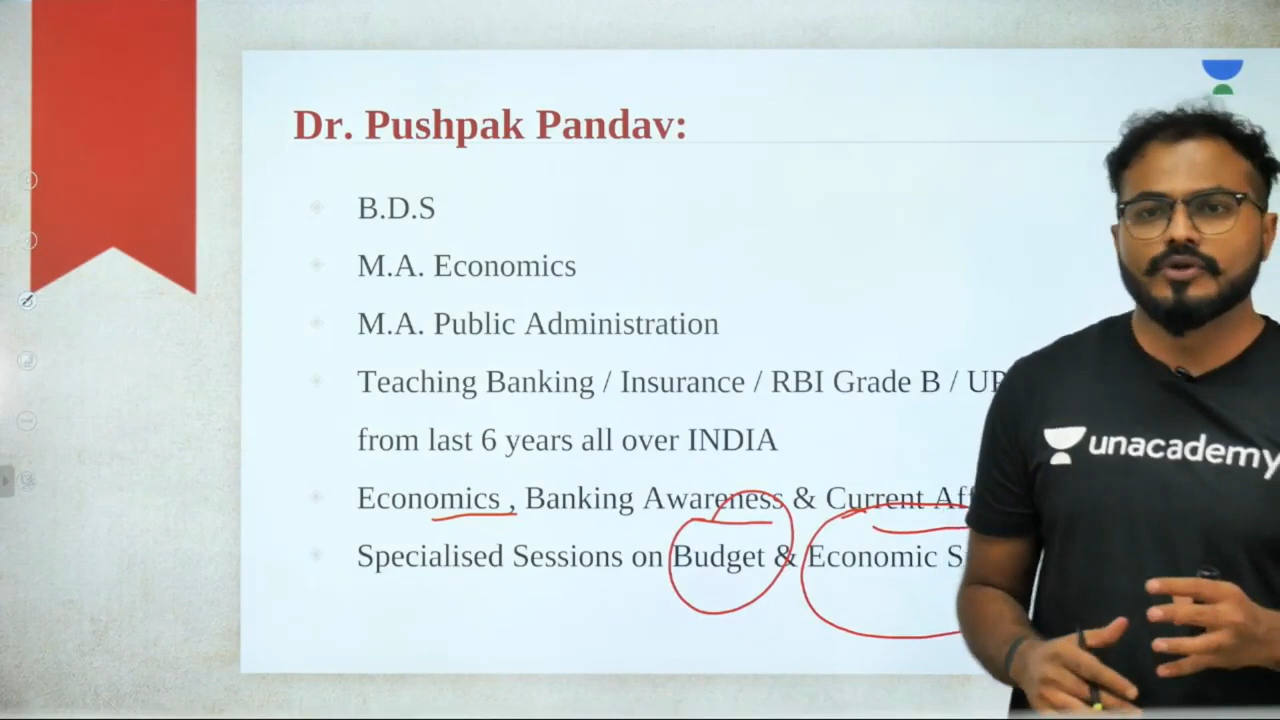 Dr. Pushpak Pandav:
B.D.S
M.A. Economics
M.A. Public Administration
Teaching Banking / Insurance / RBI Grade B /
from last 6 years all over INDIA
Economics , Banking Awareness & Current
Specialised Sessions on Budget & Economic
unacademy